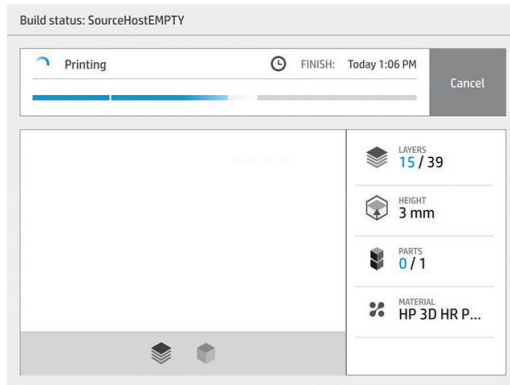 Build status: SourceHostEMPTY
Printing
FINISH: Today 1:06 PM
Cancel
LAYERS
15 / 39
HEIGHT
3 mm
PARTS
0 / 1
MATERIAL
HP 3D HR P...